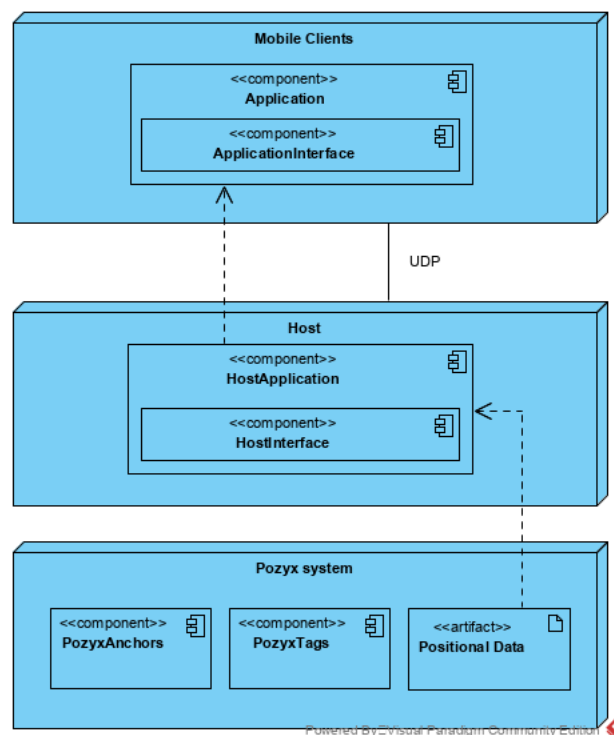 Mobile Clients
<<component>>
Application
<<component>>
ApplicationInterface
UDP
Host
<<component>>
HostApplication
<<component>>
HostInterface
Pozyx system
<<component>>
PozyxAnchors
<<component>>
PozyxTags
<<artifact>>
Positional Data
Powered By Visual Paradigm Community Edition